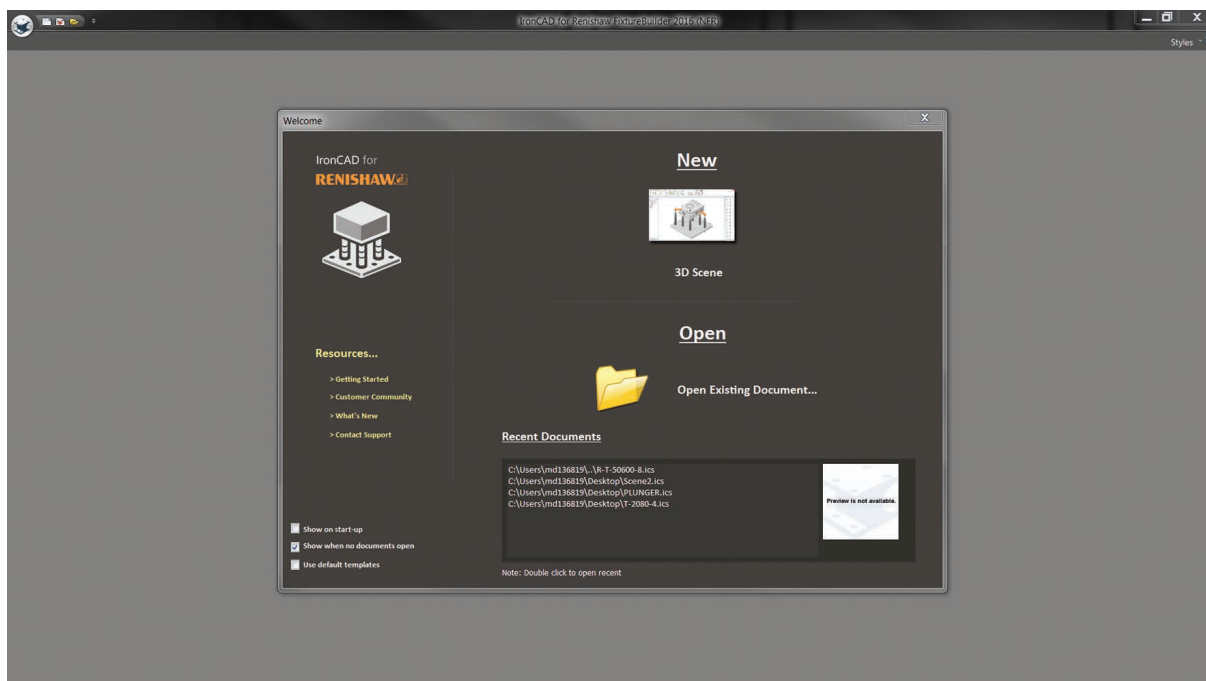 IronCAD for Renishaw FixtureBuilder 2016 (NFR)
Styles
Welcome
X
IronCAD for
RENISHAW
New
3D Scene
Open
Open Existing Document...
Resources...
> Getting Started
> Customer Community
> What's New
> Contact Support
Recent Documents
C:\Users\md136819\..\R-T-50600-8.ics
C:\Users\md136819\Desktop\Scene2.ics
C:\Users\md136819\Desktop\PLUNGER.ics
C:\Users\md136819\Desktop\T-2080-4.ics
Preview is not available.
Show on start-up
Show when no documents open
Use default templates
Note: Double click to open recent